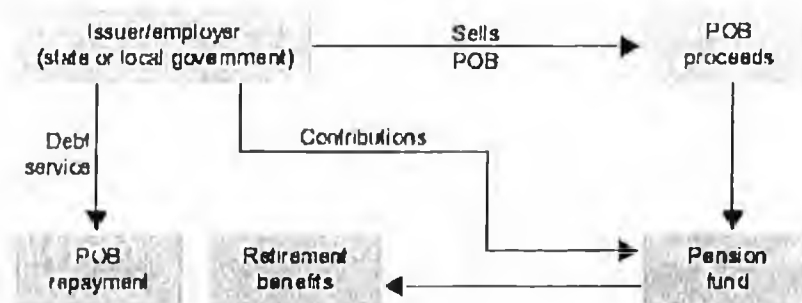 Issuer/employer
(state or local government)
Sells
POB
POB
proceeds
Debt
service
Contributions
POB
repayment
Retirement
benefits
Pension
fund